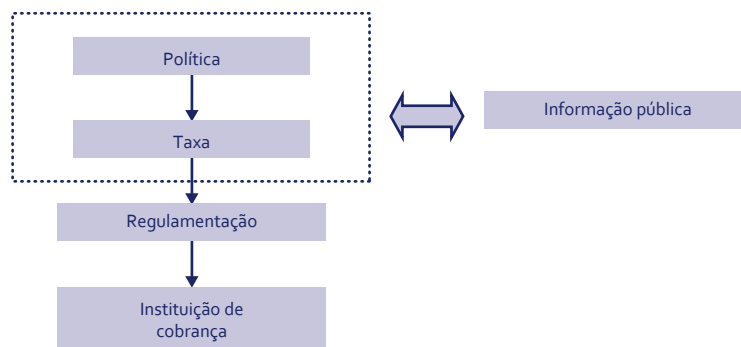 Política
Taxa
Informação pública
Regulamentação
Instituição de
cobrança